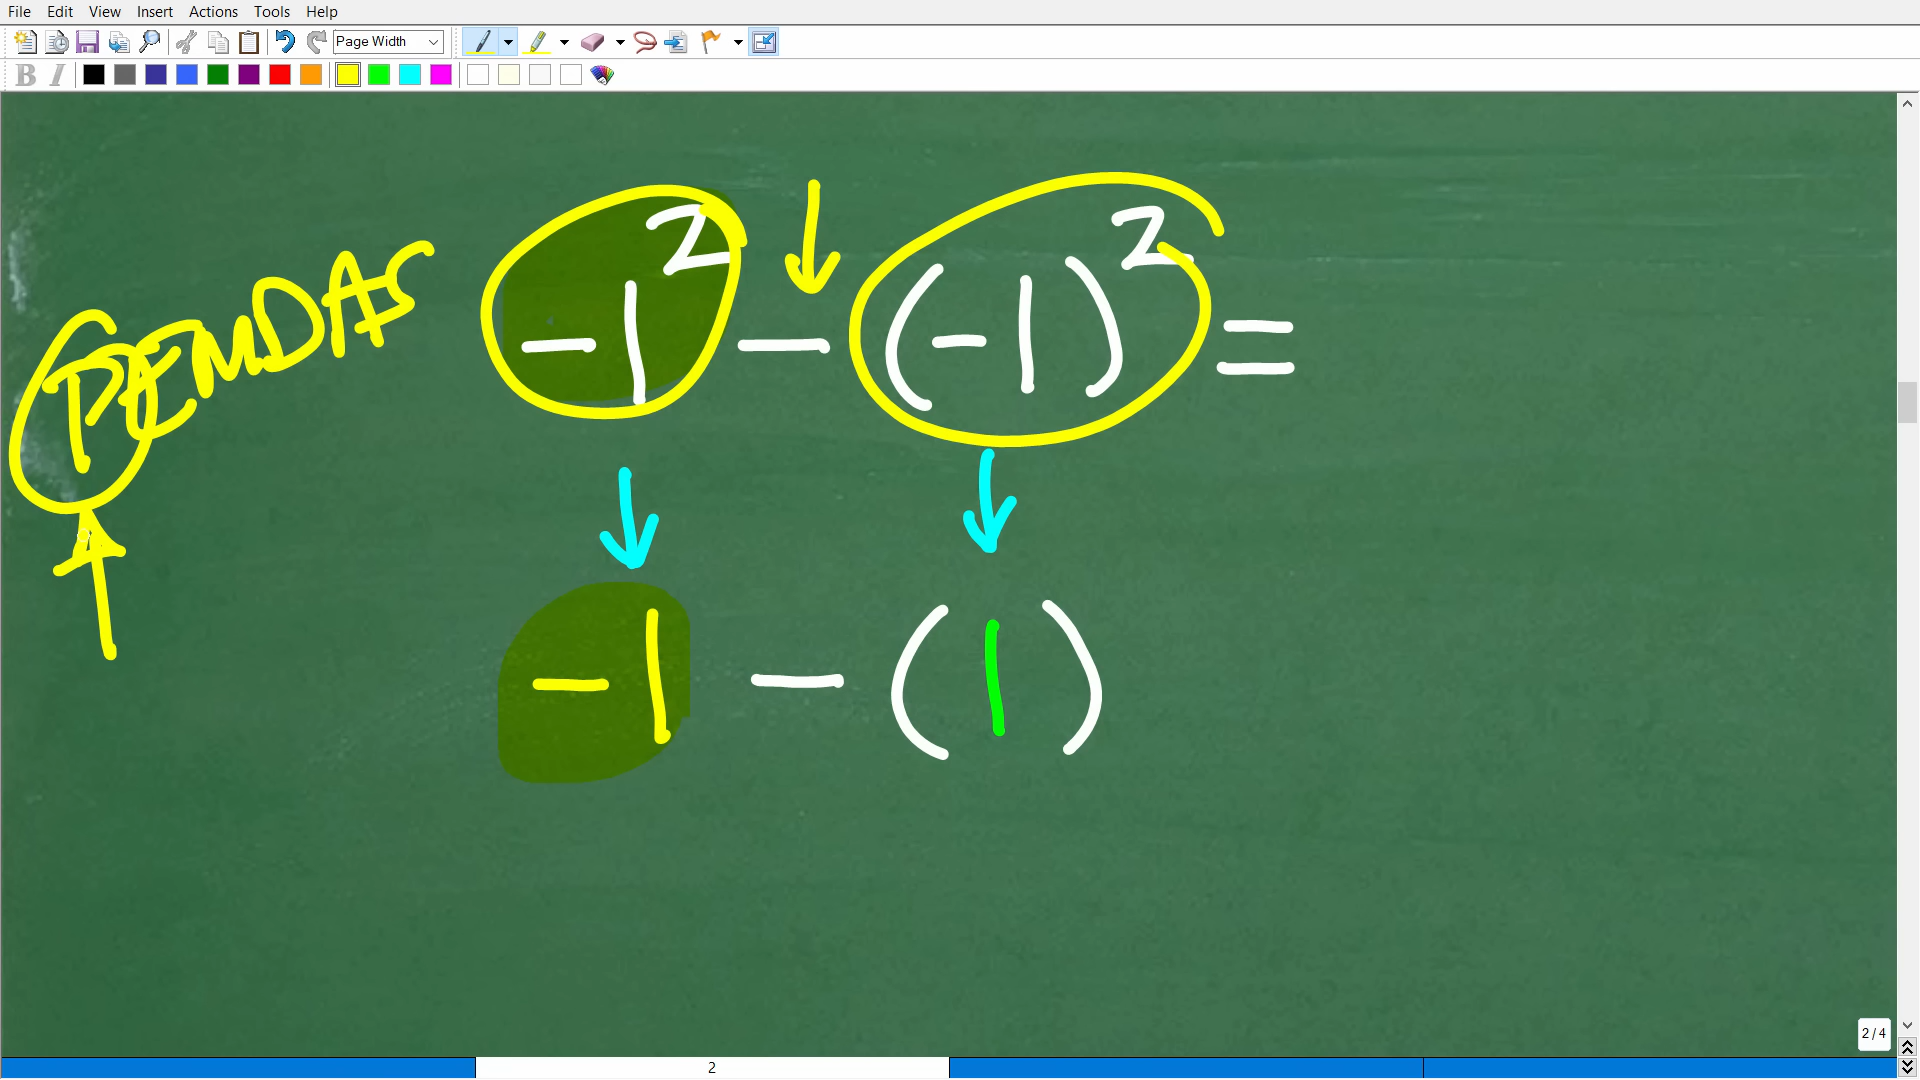 File Edit View Insert Actions Tools Help
Page Width
B I
PEMDAS
-1² - (-1)² =
-1 - (1)
2 / 4
2